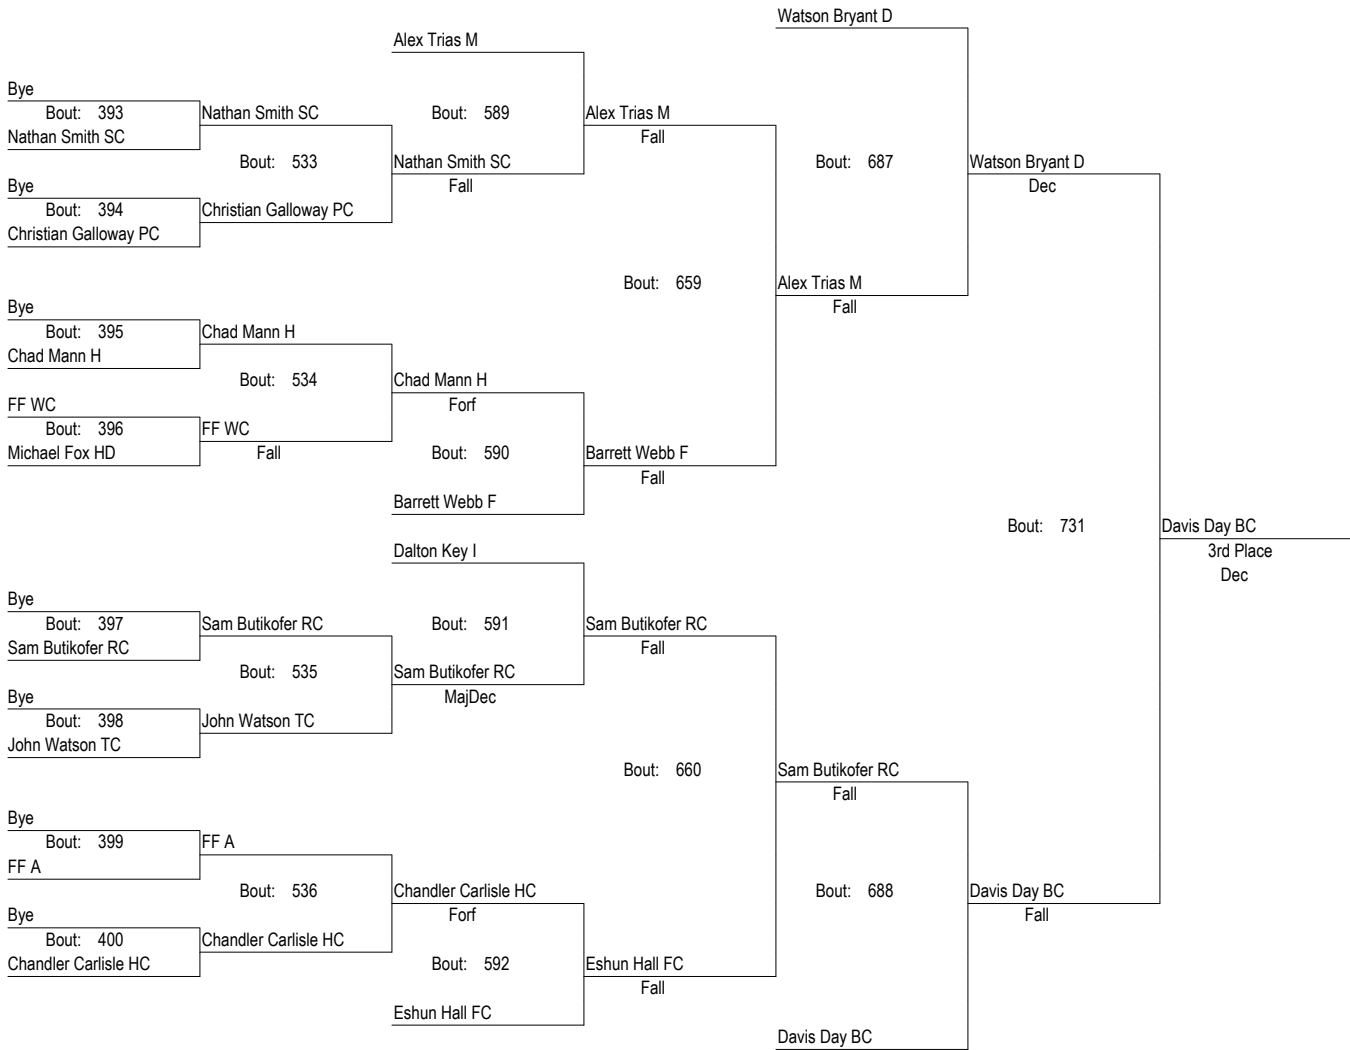 Watson Bryant D
Alex Trias M
Bye
Bout: 393
Nathan Smith SC
Bout: 589
Alex Trias M
Nathan Smith SC
Fall
Bout: 533
Nathan Smith SC
Bout: 687
Watson Bryant D
Bye
Fall
Dec
Bout: 394
Christian Galloway PC
Christian Galloway PC
Bout: 659
Alex Trias M
Bye
Fall
Bout: 395
Chad Mann H
Chad Mann H
Bout: 534
Chad Mann H
FF WC
Forf
Bout: 396
FF WC
Michael Fox HD
Fall
Bout: 590
Barrett Webb F
Fall
Barrett Webb F
Bout: 731
Davis Day BC
Dalton Key I
3rd Place
Dec
Bye
Bout: 397
Sam Butikofer RC
Bout: 591
Sam Butikofer RC
Sam Butikofer RC
Fall
Bout: 535
Sam Butikofer RC
Bye
MajDec
Bout: 398
John Watson TC
John Watson TC
Bout: 660
Sam Butikofer RC
Fall
Bye
Bout: 399
FF A
FF A
Bout: 536
Chandler Carlisle HC
Bout: 688
Davis Day BC
Bye
Forf
Fall
Bout: 400
Chandler Carlisle HC
Chandler Carlisle HC
Bout: 592
Eshun Hall FC
Fall
Eshun Hall FC
Davis Day BC